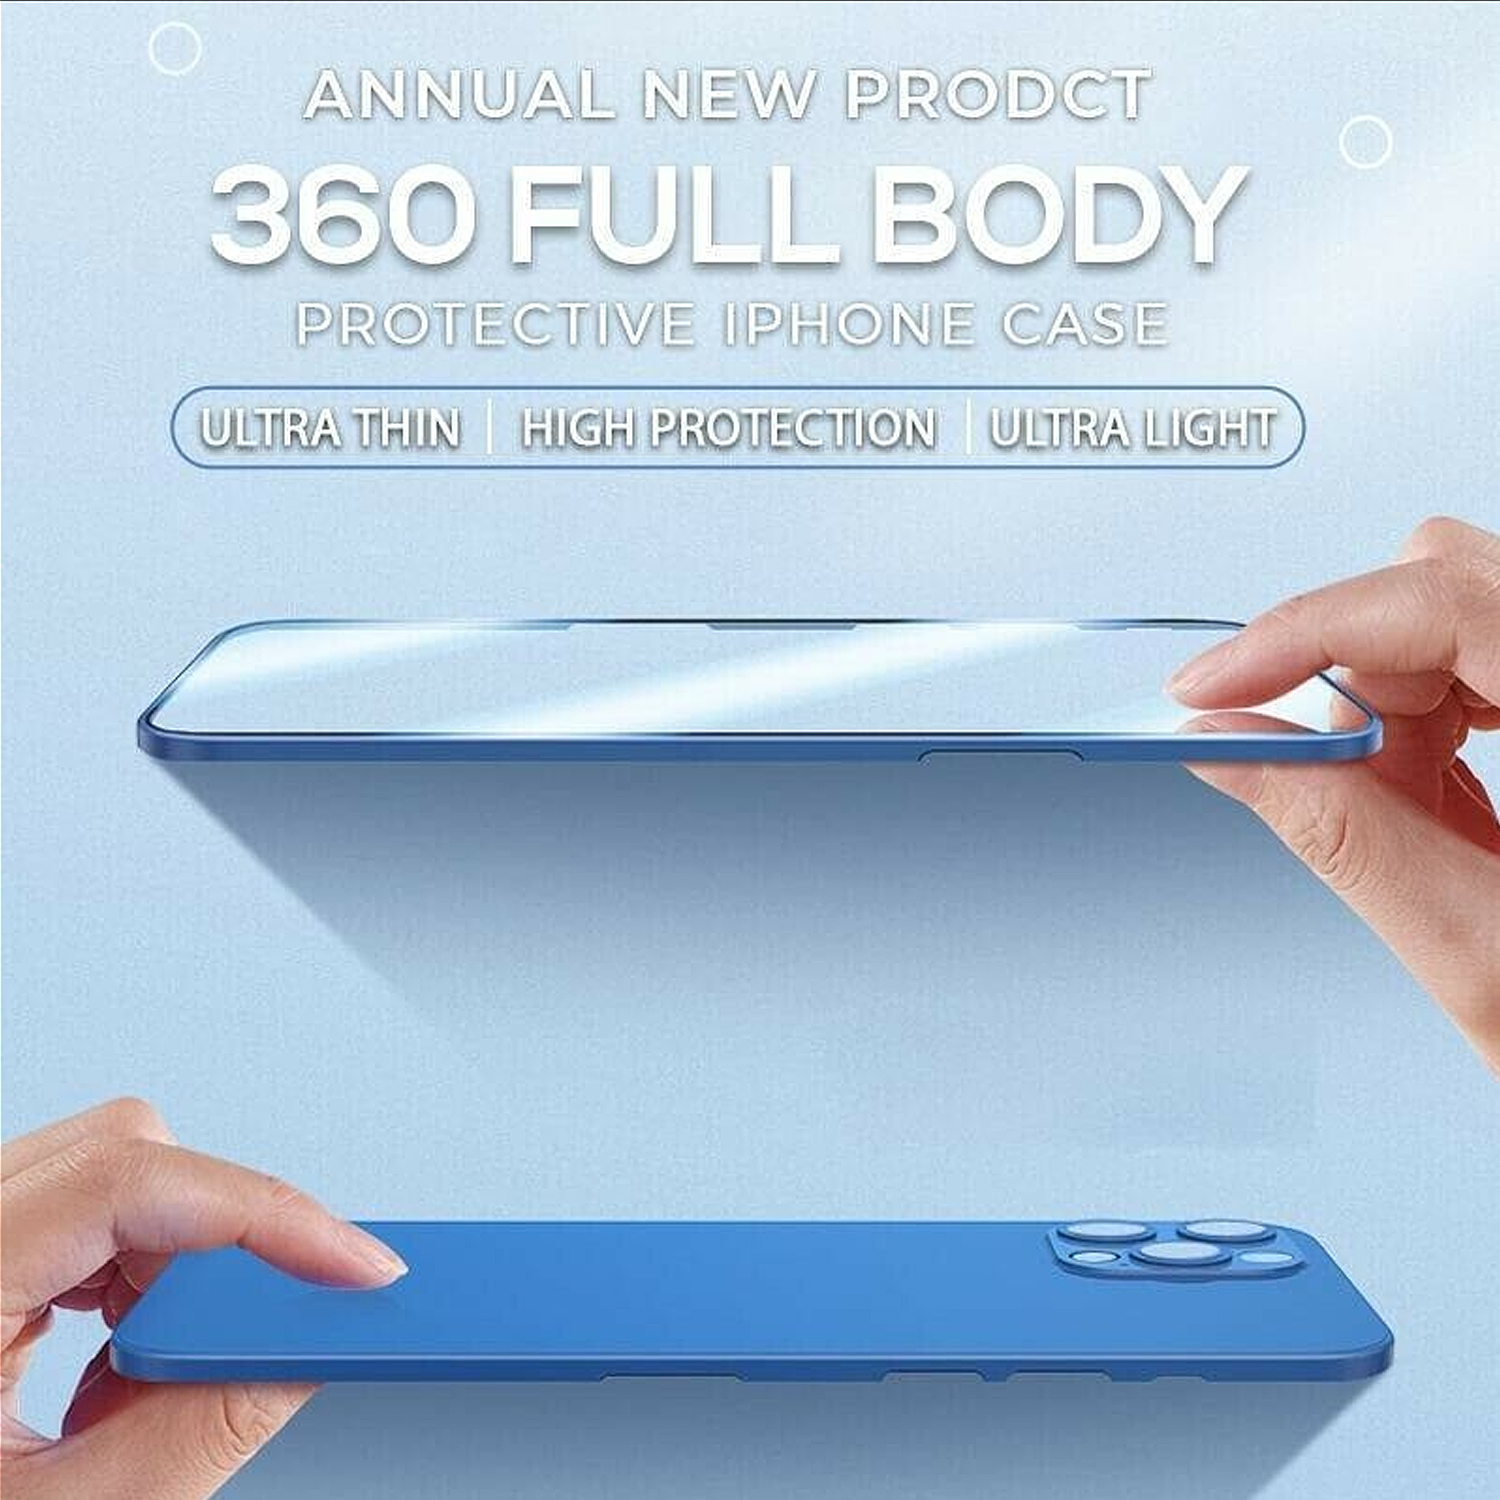 ANNUAL NEW PRODCT
360 FULL BODY
PROTECTIVE IPHONE CASE
ULTRA THIN | HIGH PROTECTION | ULTRA LIGHT